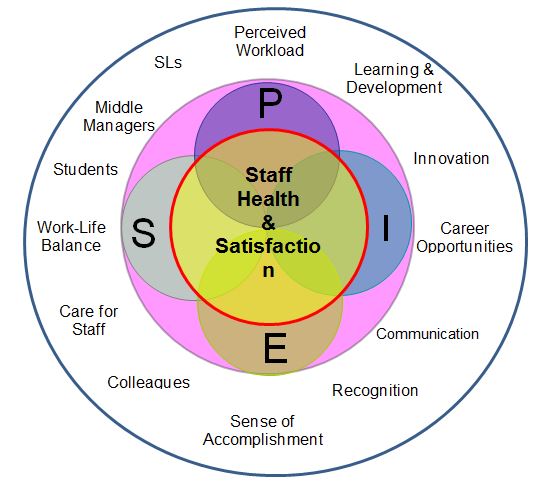 Perceived
Workload
SLs
Learning &
Development
Middle
Managers
P
Innovation
Students
Staff
Health
&
Satisfactio
n
Work-Life
Balance
S
I
Career
Opportunities
Care for
Staff
E
Communication
Colleagues
Recognition
Sense of
Accomplishment